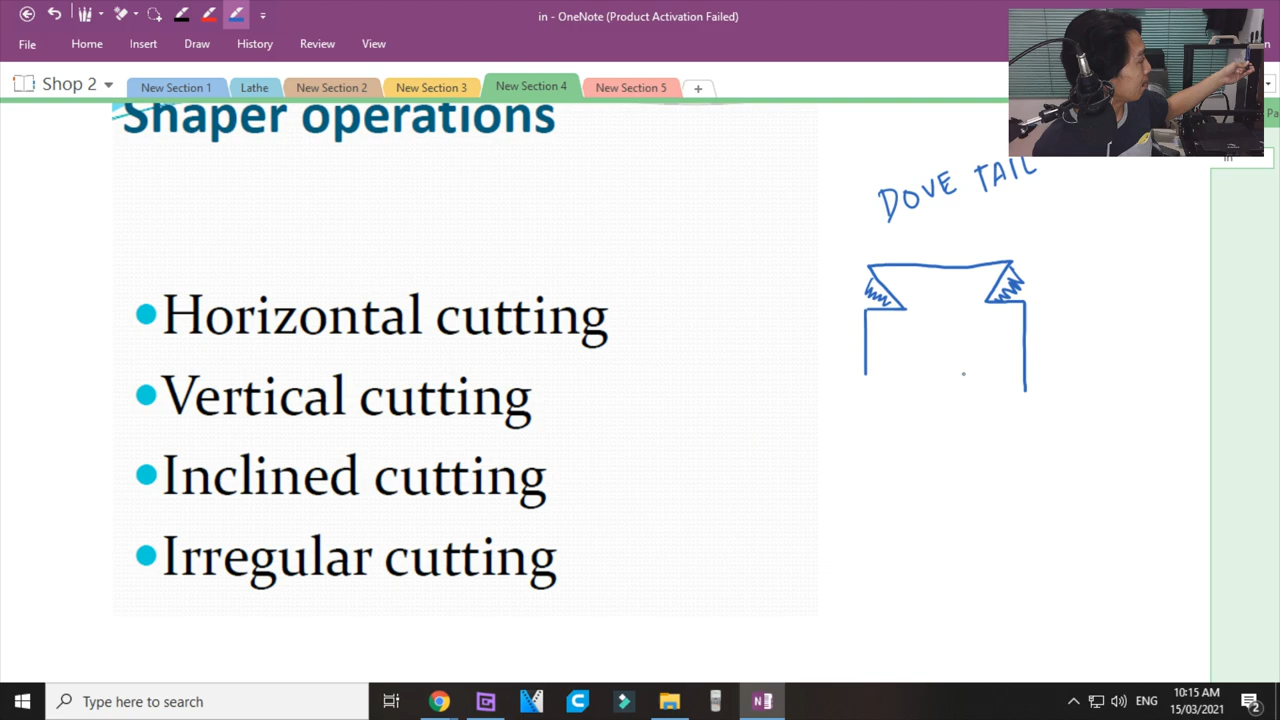 in - OneNote (Product Activation Failed)
File Home Insert Draw History Review View
Shop 2 New Section 1 Lathe New Section 2 New Section 3 New Section 4 New Section 5
Shaper operations
DOVE TAIL
Horizontal cutting
Vertical cutting
Inclined cutting
Irregular cutting
Type here to search
ENG
10:15 AM
15/03/2021
2